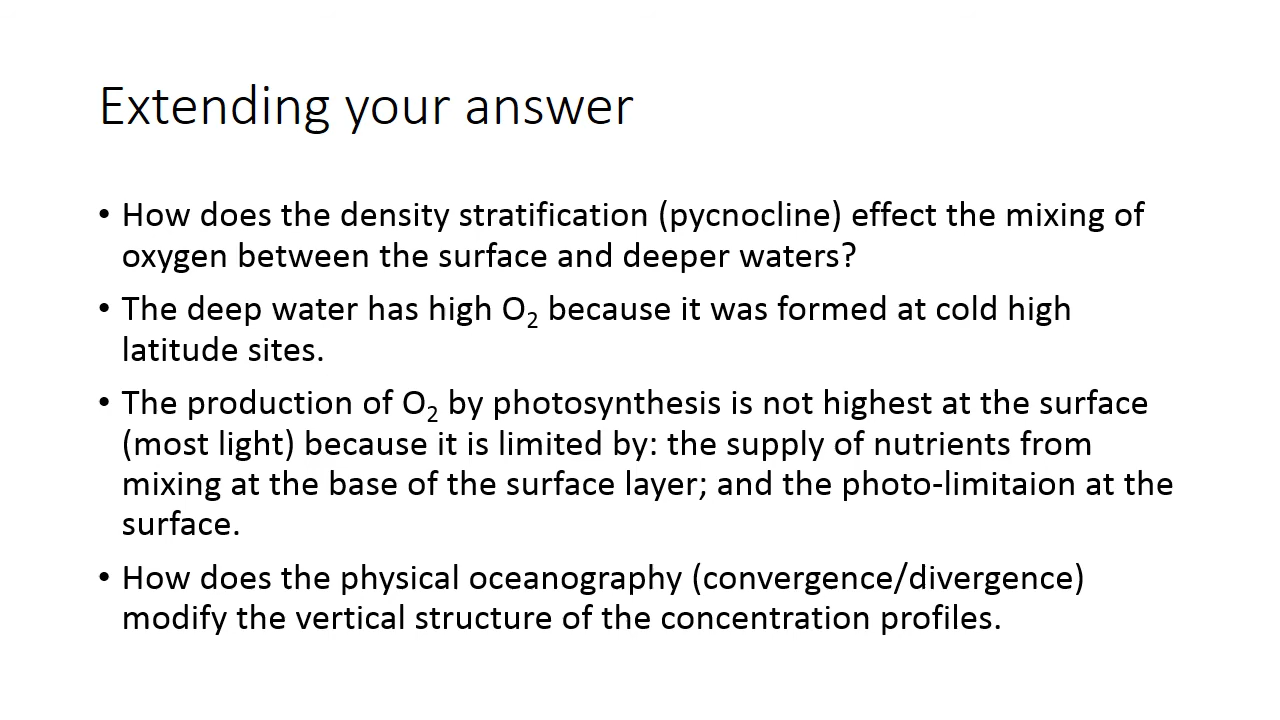 Extending your answer
• How does the density stratification (pycnocline) effect the mixing of
oxygen between the surface and deeper waters?
• The deep water has high O₂ because it was formed at cold high
latitude sites.
• The production of O₂ by photosynthesis is not highest at the surface
(most light) because it is limited by: the supply of nutrients from
mixing at the base of the surface layer; and the photo-limitaion at the
surface.
• How does the physical oceanography (convergence/divergence)
modify the vertical structure of the concentration profiles.